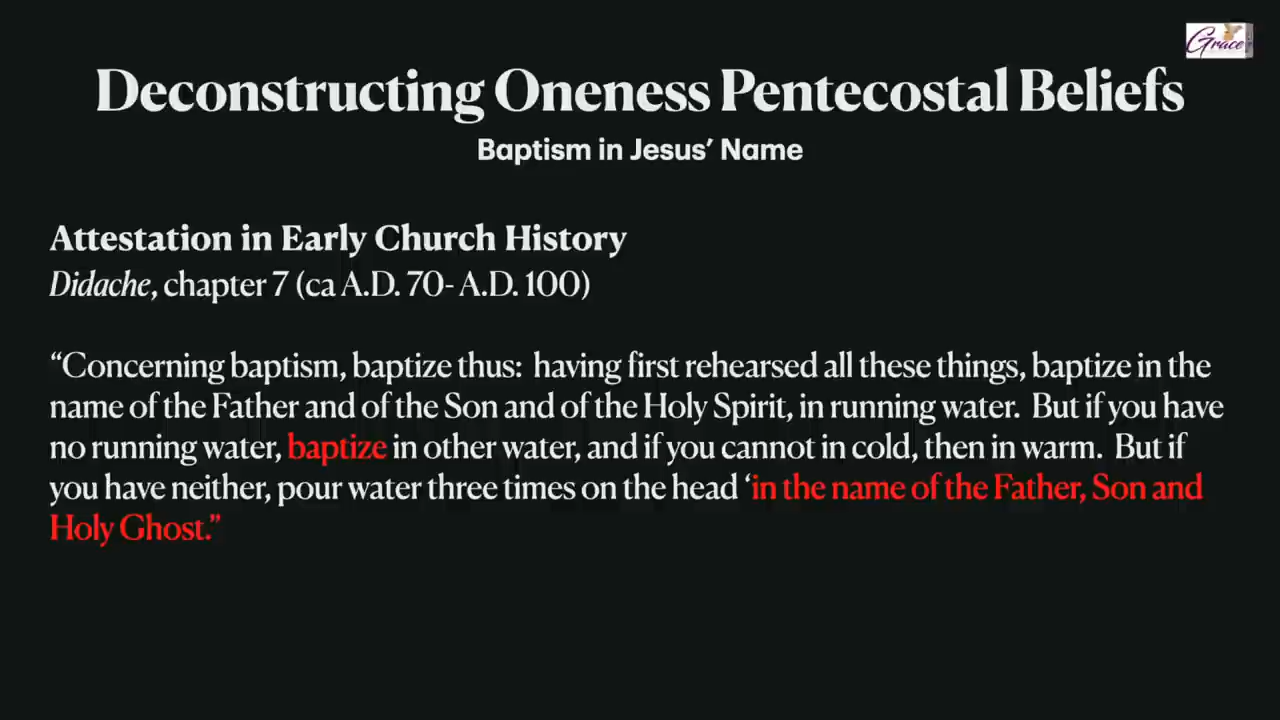 Grace
Deconstructing Oneness Pentecostal Beliefs
Baptism in Jesus’ Name
Attestation in Early Church History
Didache, chapter 7 (ca A.D. 70- A.D. 100)
“Concerning baptism, baptize thus:  having first rehearsed all these things, baptize in the
name of the Father and of the Son and of the Holy Spirit, in running water.  But if you have
no running water, baptize in other water, and if you cannot in cold, then in warm.  But if
you have neither, pour water three times on the head ‘in the name of the Father, Son and
Holy Ghost.”